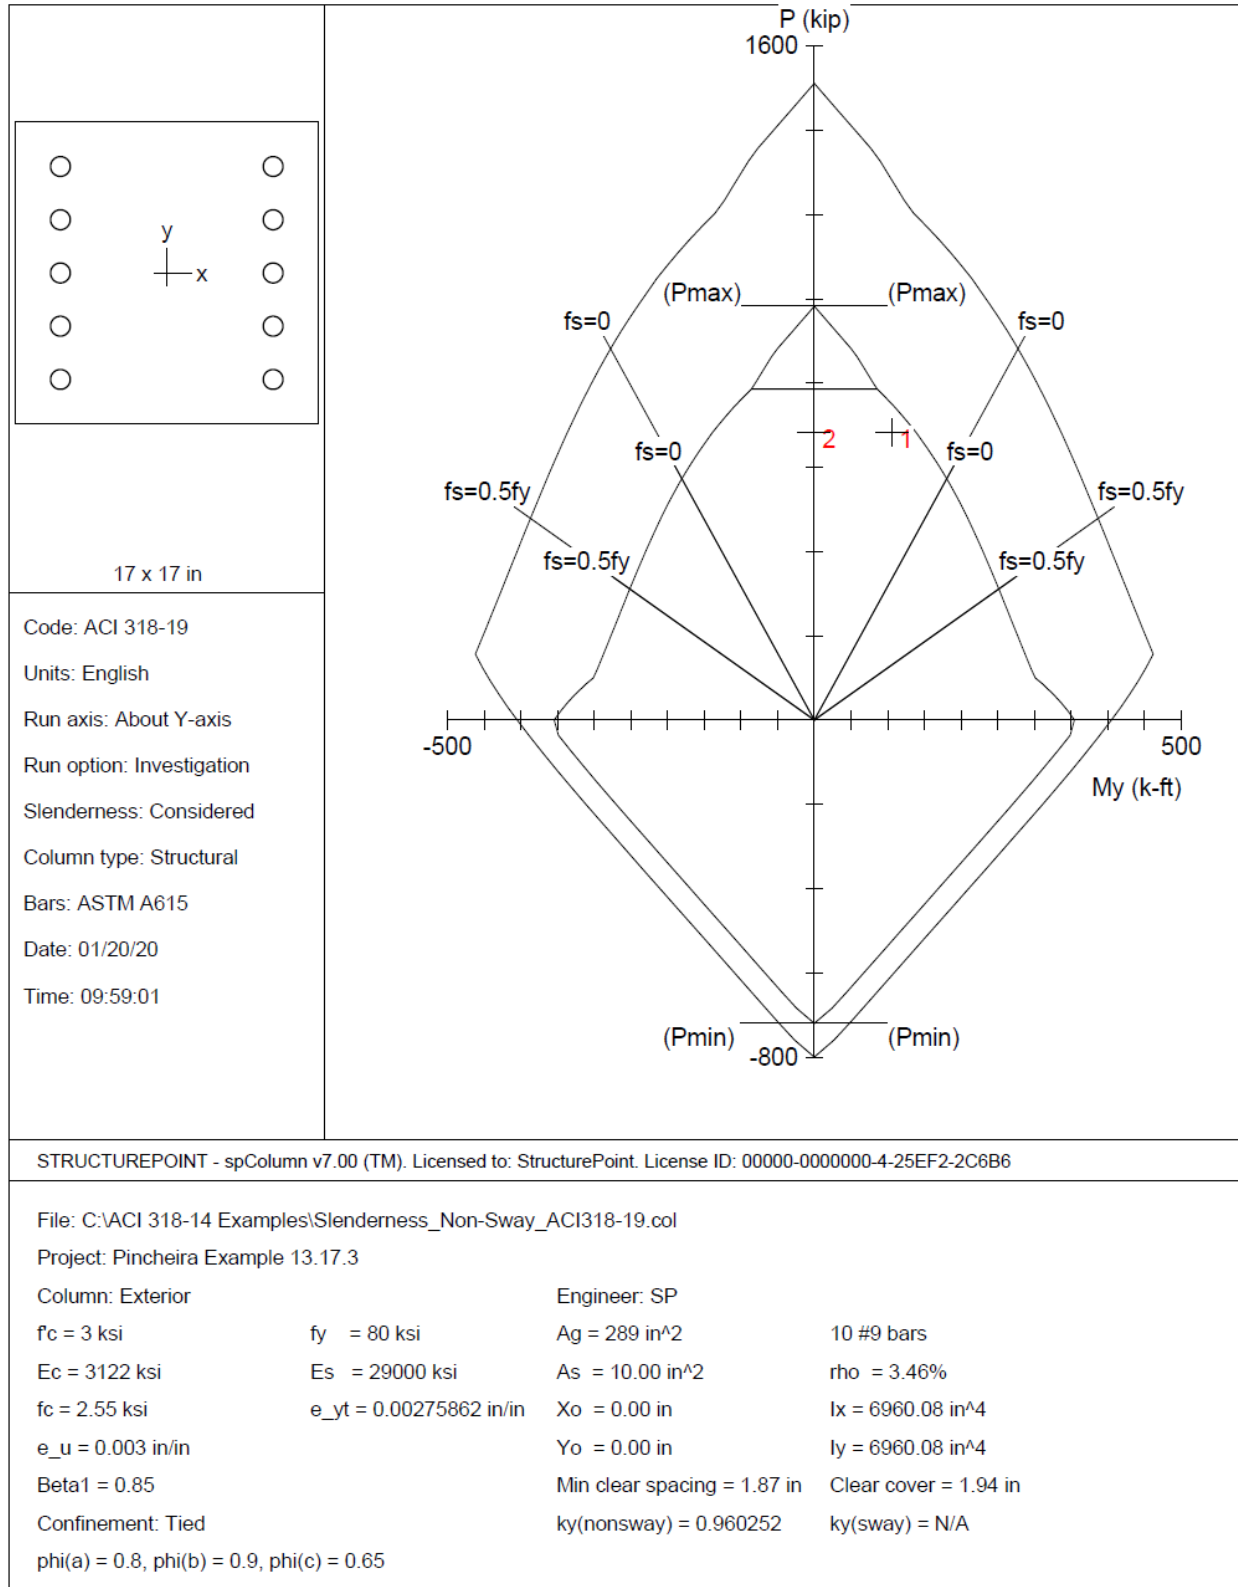 P (kip)
1600
(Pmax) (Pmax)
fs=0 fs=0
y
x
2 1
fs=0 fs=0
fs=0.5fy fs=0.5fy
fs=0.5fy fs=0.5fy
17 x 17 in
Code: ACI 318-19
Units: English
Run axis: About Y-axis
Run option: Investigation
Slenderness: Considered
Column type: Structural
Bars: ASTM A615
Date: 01/20/20
Time: 09:59:01
-500 500
My (k-ft)
(Pmin) (Pmin)
-800
STRUCTUREPOINT - spColumn v7.00 (TM). Licensed to: StructurePoint. License ID: 00000-0000000-4-25EF2-2C6B6
File: C:\ACI 318-14 Examples\Slenderness_Non-Sway_ACI318-19.col
Project: Pincheira Example 13.17.3
Column: Exterior Engineer: SP
f'c = 3 ksi fy = 80 ksi Ag = 289 in^2 10 #9 bars
Ec = 3122 ksi Es = 29000 ksi As = 10.00 in^2 rho = 3.46%
fc = 2.55 ksi e_yt = 0.00275862 in/in Xo = 0.00 in Ix = 6960.08 in^4
e_u = 0.003 in/in Yo = 0.00 in Iy = 6960.08 in^4
Beta1 = 0.85 Min clear spacing = 1.87 in Clear cover = 1.94 in
Confinement: Tied ky(nonsway) = 0.960252 ky(sway) = N/A
phi(a) = 0.8, phi(b) = 0.9, phi(c) = 0.65